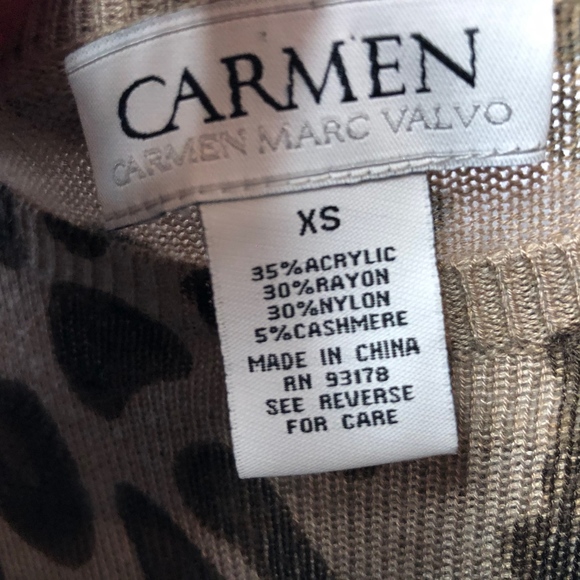 CARMEN
CARMEN MARC VALVO
XS
35%ACRYLIC
30%RAYON
30%NYLON
5%CASHMERE
MADE IN CHINA
RN 93178
SEE REVERSE
FOR CARE